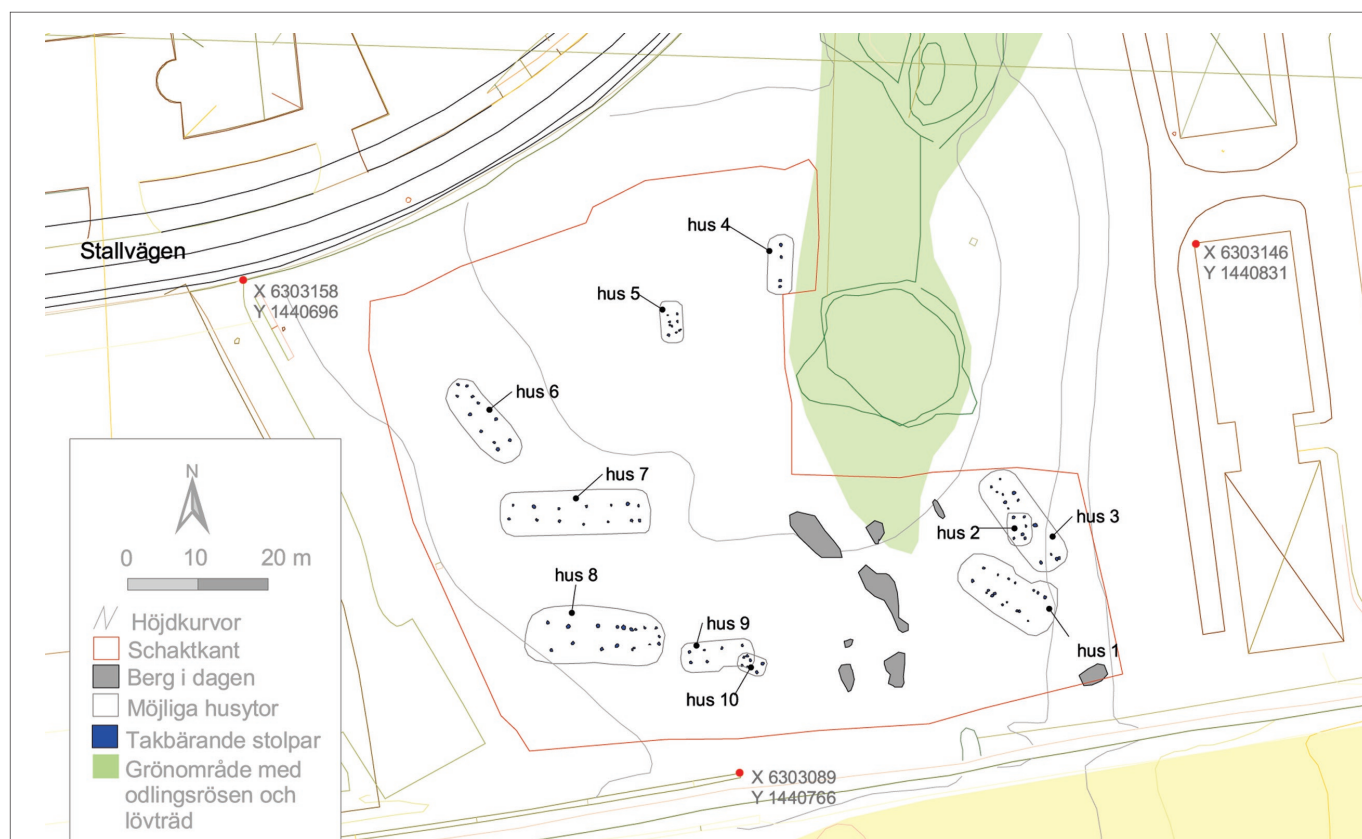 hus 4
Stallvägen
X 6303146
Y 1440831
X 6303158
Y 1440696
hus 5
hus 6
hus 7
hus 3
hus 2
hus 8
hus 9
hus 1
hus 10
N
0 10 20 m
Höjdkurvor
Schaktkant
Berg i dagen
Möjliga husytor
Takbärande stolpar
Grönområde med
odlingsrösen och
lövträd
X 6303089
Y 1440766